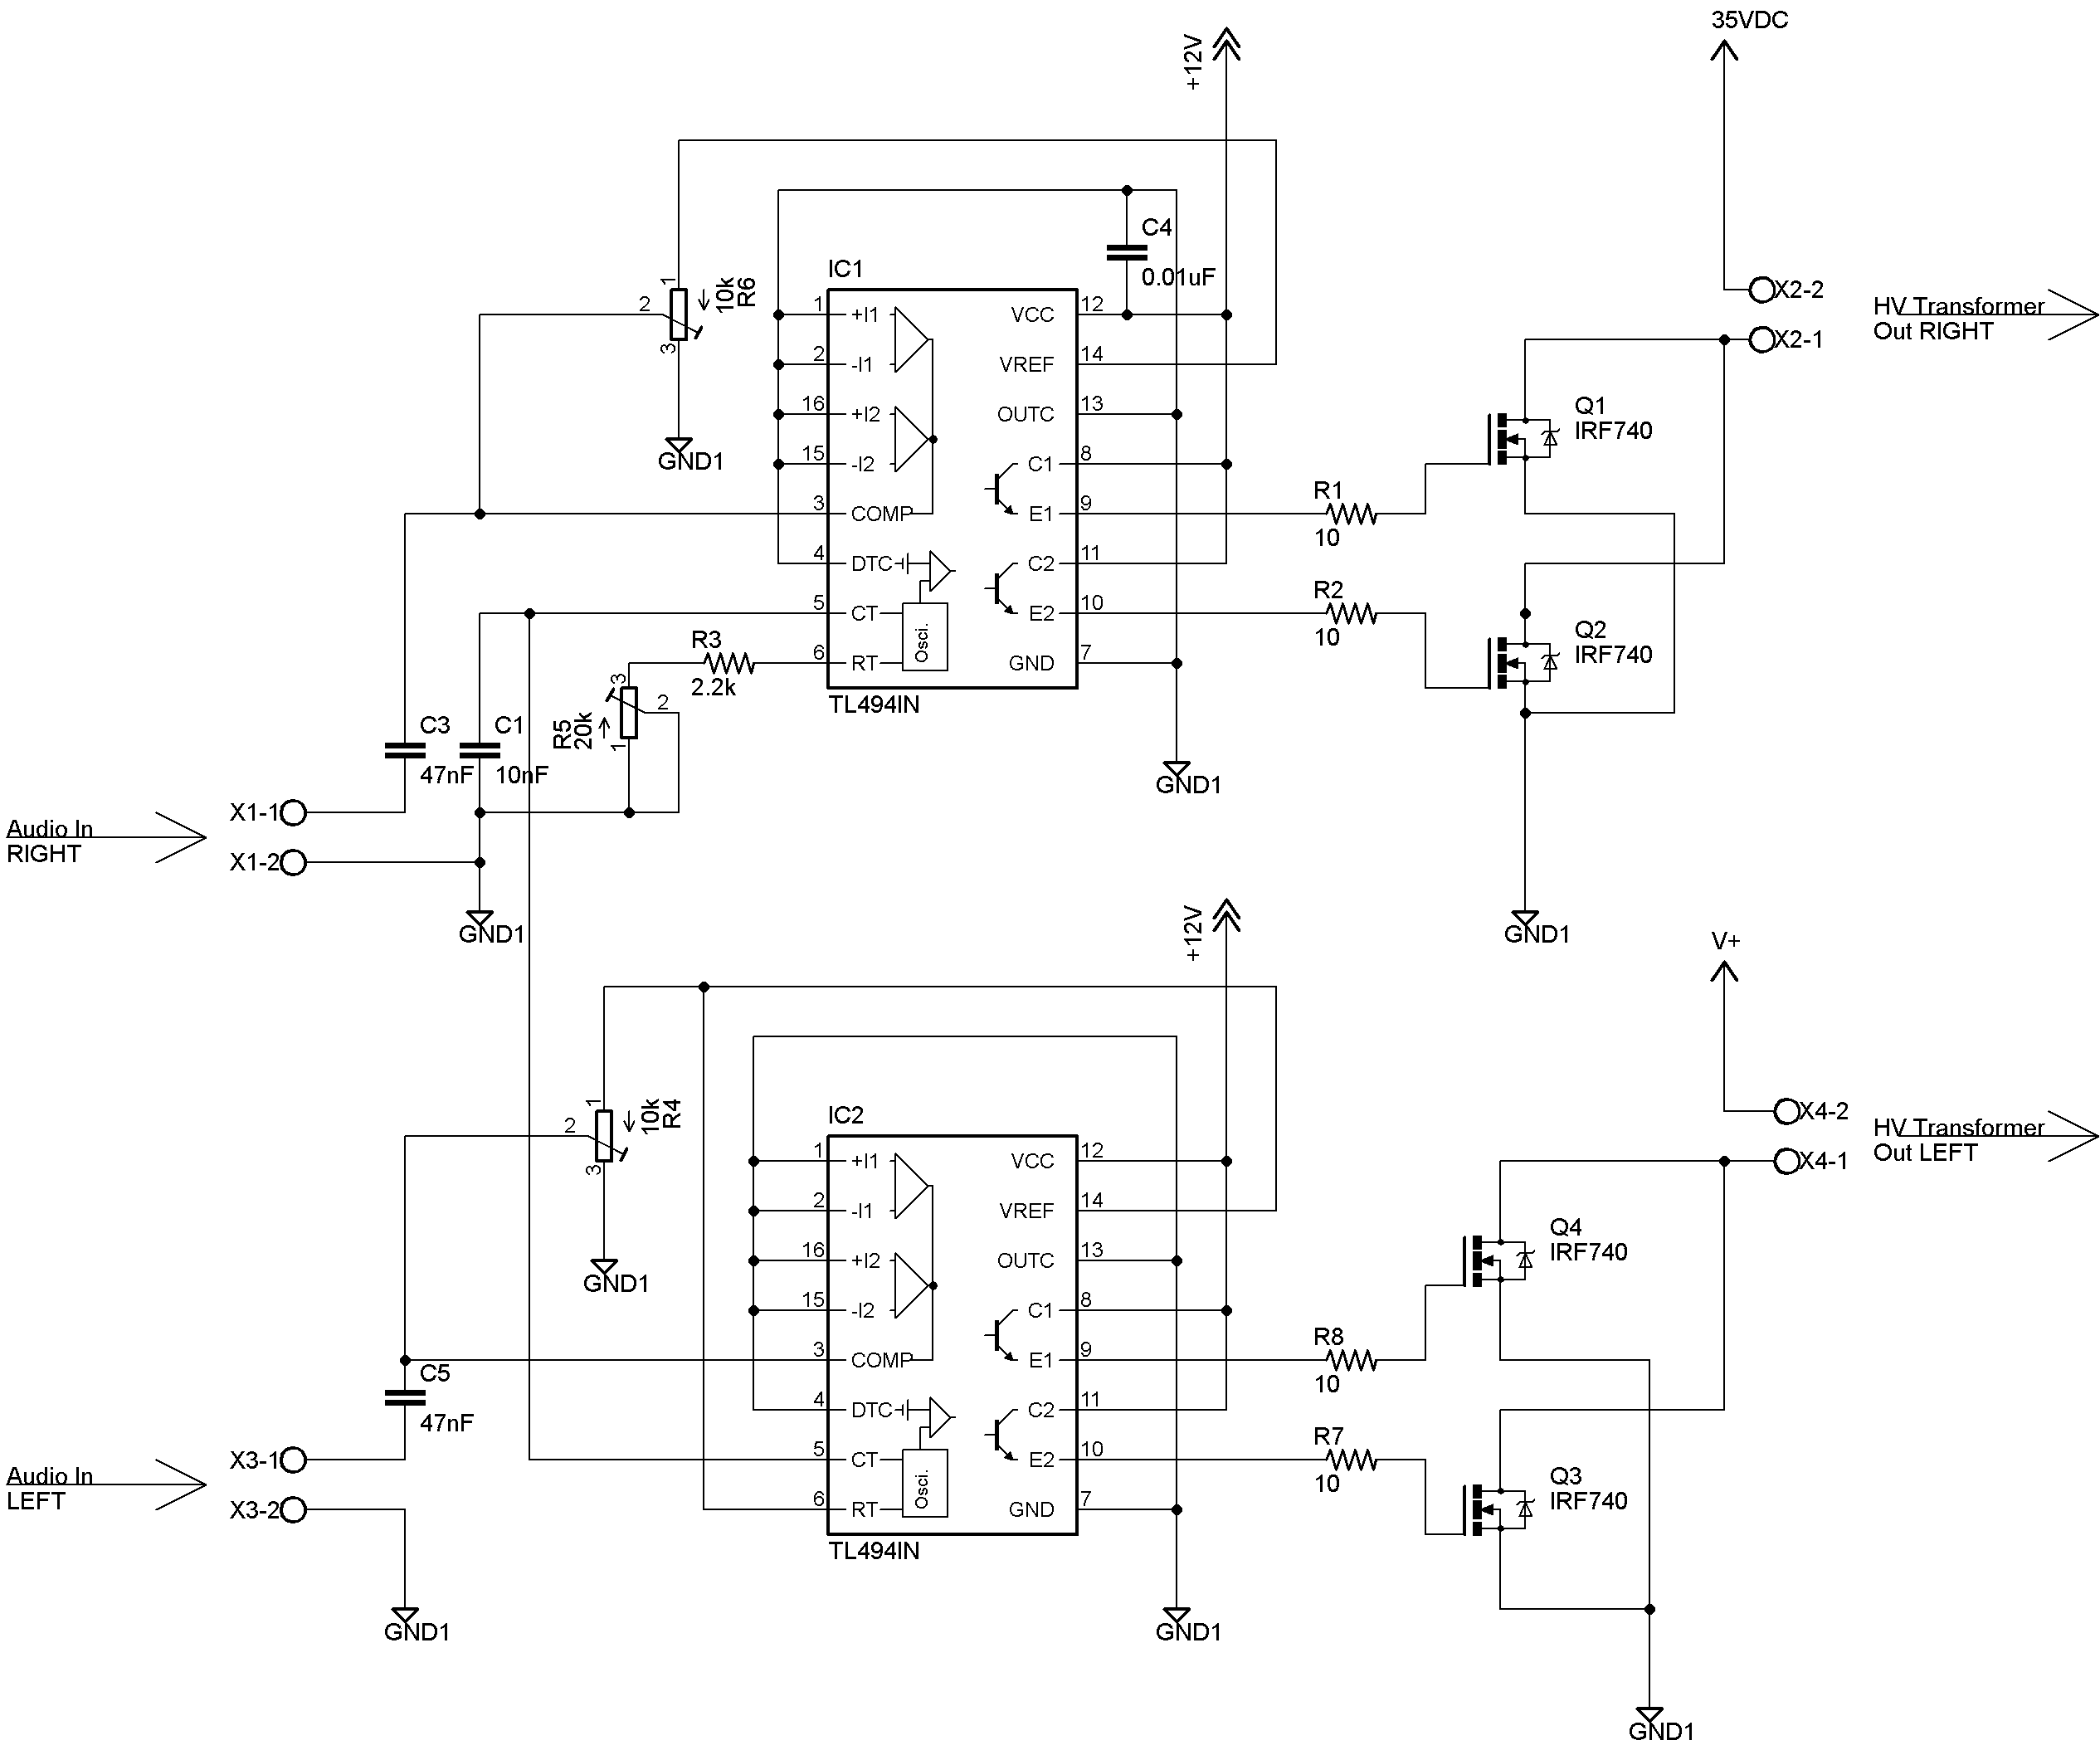 35VDC
+12V
C4
0.01uF
IC1
1
10k
R6
2
3
GND1
X2-2
X2-1
HV Transformer
Out RIGHT
1 +I1 VCC 12
2 -I1 VREF 14
16 +I2 OUTC 13
15 -I2 C1 8
3 COMP E1 9
4 DTC C2 11
5 CT E2 10
6 RT GND 7
Osci.
TL494IN
Q1
IRF740
R1
10
R2
10
Q2
IRF740
R3
2.2k
3
2
1
R5
20k
C3
47nF
C1
10nF
GND1
X1-1
X1-2
Audio In
RIGHT
GND1
GND1
+12V
V+
IC2
1
10k
R4
2
3
GND1
X4-2
X4-1
HV Transformer
Out LEFT
1 +I1 VCC 12
2 -I1 VREF 14
16 +I2 OUTC 13
15 -I2 C1 8
3 COMP E1 9
4 DTC C2 11
5 CT E2 10
6 RT GND 7
Osci.
TL494IN
Q4
IRF740
R8
10
R7
10
Q3
IRF740
C5
47nF
X3-1
X3-2
Audio In
LEFT
GND1
GND1
GND1